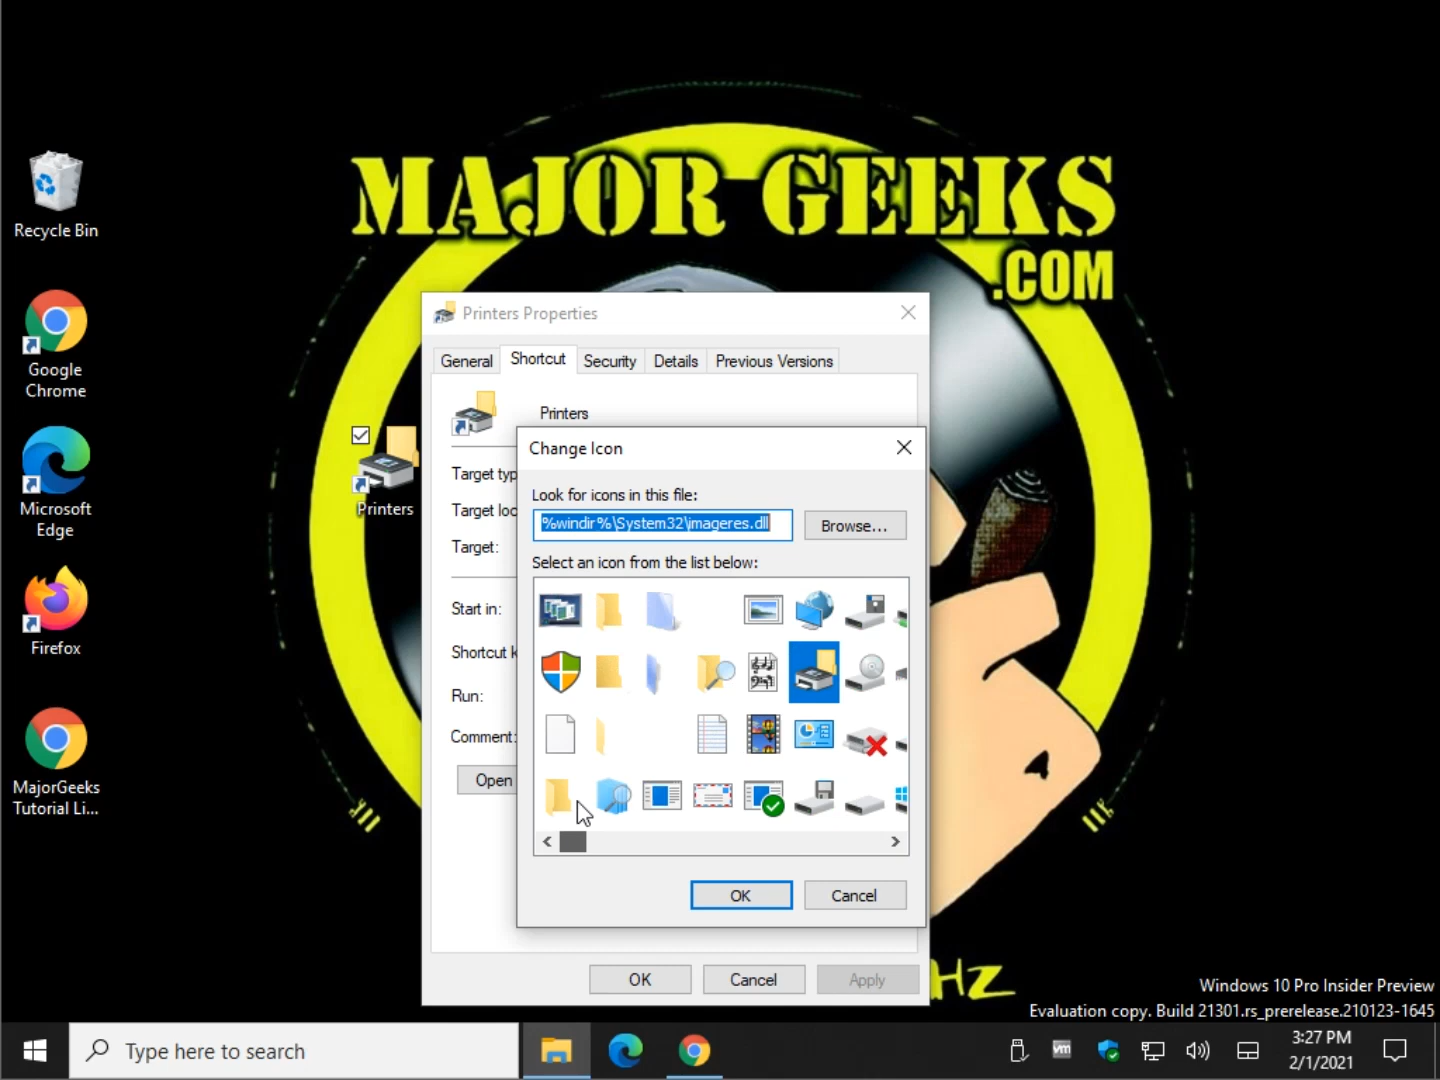 MAJOR GEEKS
.COM
Recycle Bin
Google
Chrome
Microsoft
Edge
Firefox
MajorGeeks
Tutorial Li...
Printers
Printers Properties
General
Shortcut
Security
Details
Previous Versions
Printers
Target typ
Target loc
Target:
Start in:
Shortcut k
Run:
Comment:
Open
Change Icon
Look for icons in this file:
%windir%\System32\imageres.dll
Browse...
Select an icon from the list below:
OK
Cancel
OK
Cancel
Apply
HZ
Windows 10 Pro Insider Preview
Evaluation copy. Build 21301.rs_prerelease.210123-1645
Type here to search
vm
3:27 PM
2/1/2021